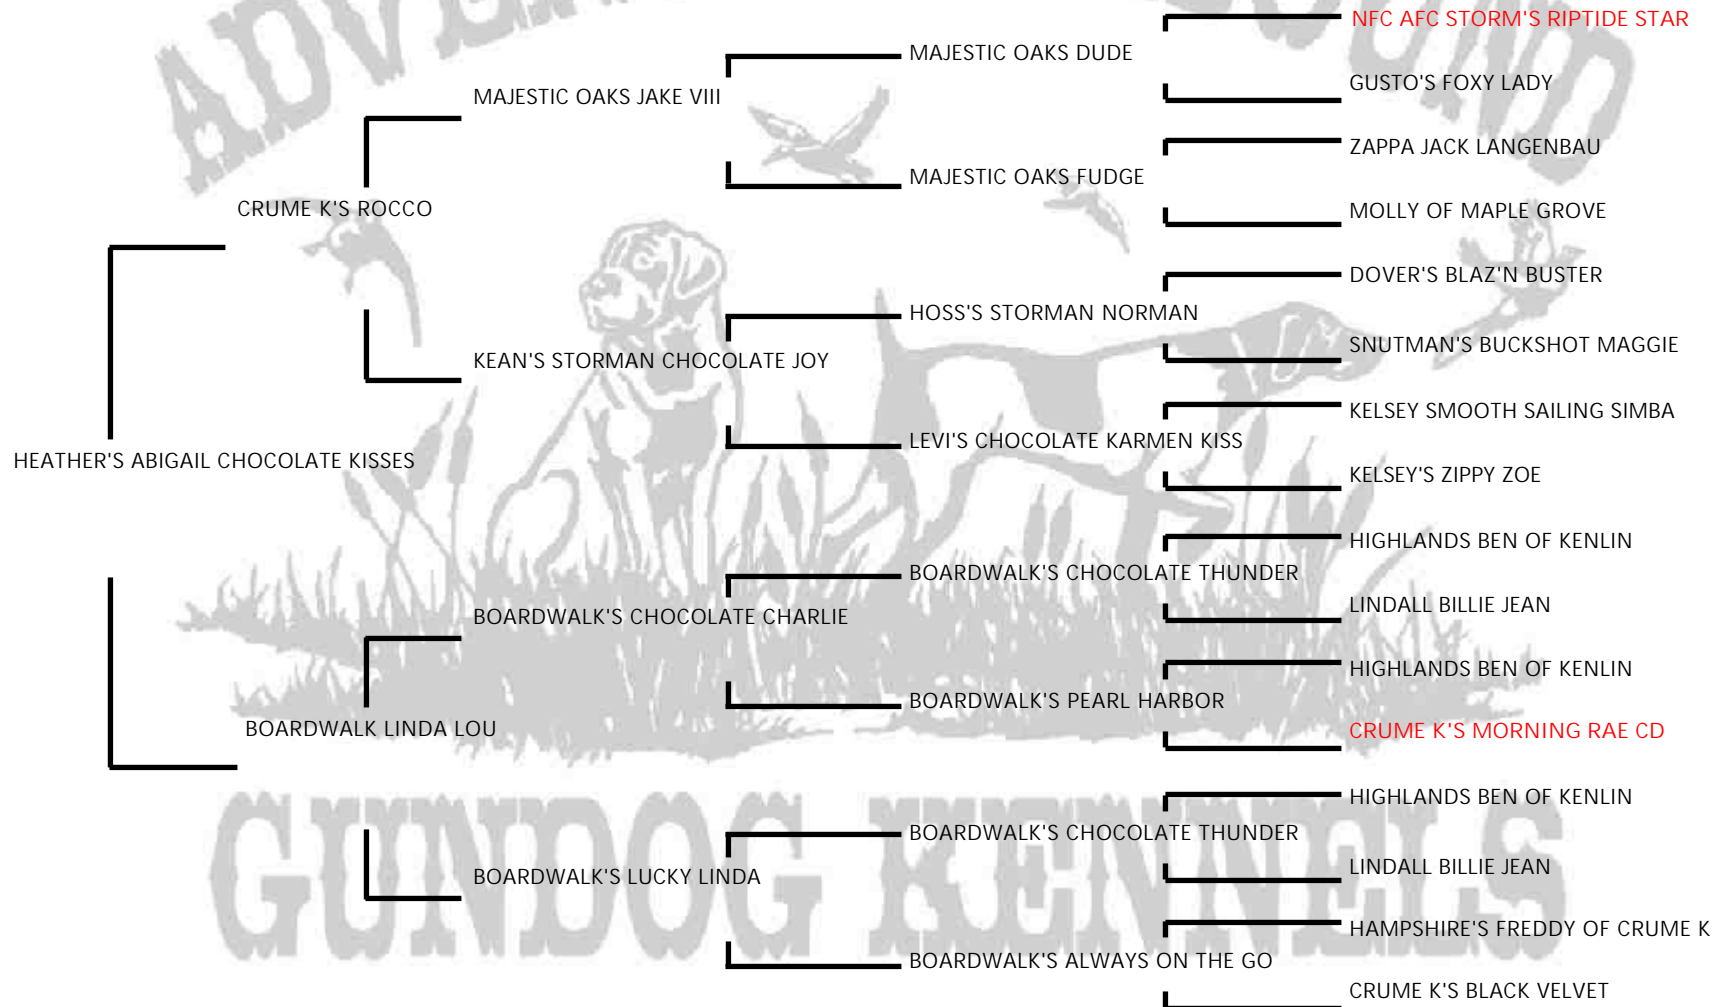 ADVE
OUND
NFC AFC STORM'S RIPTIDE STAR
MAJESTIC OAKS DUDE
GUSTO'S FOXY LADY
MAJESTIC OAKS JAKE VIII
ZAPPA JACK LANGENBAU
MAJESTIC OAKS FUDGE
CRUME K'S ROCCO
MOLLY OF MAPLE GROVE
DOVER'S BLAZ'N BUSTER
HOSS'S STORMAN NORMAN
SNUTMAN'S BUCKSHOT MAGGIE
KEAN'S STORMAN CHOCOLATE JOY
KELSEY SMOOTH SAILING SIMBA
LEVI'S CHOCOLATE KARMEN KISS
HEATHER'S ABIGAIL CHOCOLATE KISSES
KELSEY'S ZIPPY ZOE
HIGHLANDS BEN OF KENLIN
BOARDWALK'S CHOCOLATE THUNDER
LINDALL BILLIE JEAN
BOARDWALK'S CHOCOLATE CHARLIE
HIGHLANDS BEN OF KENLIN
BOARDWALK'S PEARL HARBOR
BOARDWALK LINDA LOU
CRUME K'S MORNING RAE CD
HIGHLANDS BEN OF KENLIN
BOARDWALK'S CHOCOLATE THUNDER
LINDALL BILLIE JEAN
BOARDWALK'S LUCKY LINDA
GUNDOG KENNELS
HAMPSHIRE'S FREDDY OF CRUME K
BOARDWALK'S ALWAYS ON THE GO
CRUME K'S BLACK VELVET